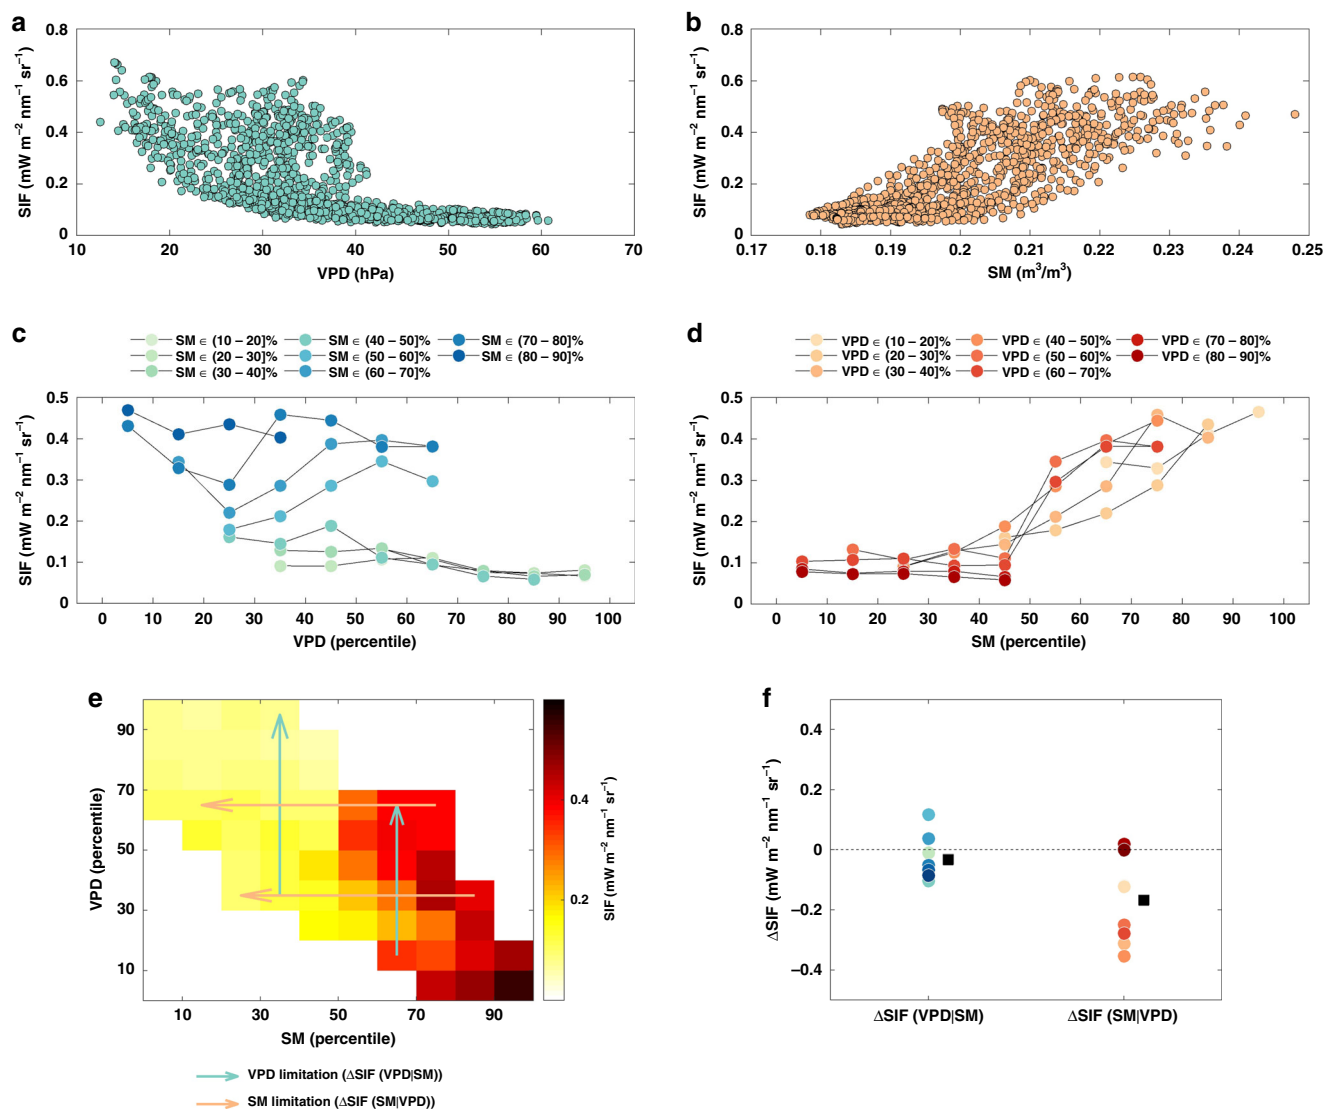 a
0.8
0.6
0.4
0.2
0
10 20 30 40 50 60 70
VPD (hPa)
SIF (mW m⁻² nm⁻¹ sr⁻¹)
b
0.8
0.6
0.4
0.2
0
0.17 0.18 0.19 0.2 0.21 0.22 0.23 0.24 0.25
SM (m³/m³)
SIF (mW m⁻² nm⁻¹ sr⁻¹)
c
SM ∈ (10 – 20]% SM ∈ (40 – 50]% SM ∈ (70 – 80]%
SM ∈ (20 – 30]% SM ∈ (50 – 60]% SM ∈ (80 – 90]%
SM ∈ (30 – 40]% SM ∈ (60 – 70]%
0.5
0.4
0.3
0.2
0.1
0
0 10 20 30 40 50 60 70 80 90 100
VPD (percentile)
SIF (mW m⁻² nm⁻¹ sr⁻¹)
d
VPD ∈ (10 – 20]% VPD ∈ (40 – 50]% VPD ∈ (70 – 80]%
VPD ∈ (20 – 30]% VPD ∈ (50 – 60]% VPD ∈ (80 – 90]%
VPD ∈ (30 – 40]% VPD ∈ (60 – 70]%
0.5
0.4
0.3
0.2
0.1
0
0 10 20 30 40 50 60 70 80 90 100
SM (percentile)
SIF (mW m⁻² nm⁻¹ sr⁻¹)
e
90
70
50
30
10
10 30 50 70 90
SM (percentile)
VPD (percentile)
0.4
0.2
SIF (mW m⁻² nm⁻¹ sr⁻¹)
VPD limitation (ΔSIF (VPD|SM))
SM limitation (ΔSIF (SM|VPD))
f
0.4
0.2
0
–0.2
–0.4
ΔSIF (VPD|SM) ΔSIF (SM|VPD)
ΔSIF (mW m⁻² nm⁻¹ sr⁻¹)